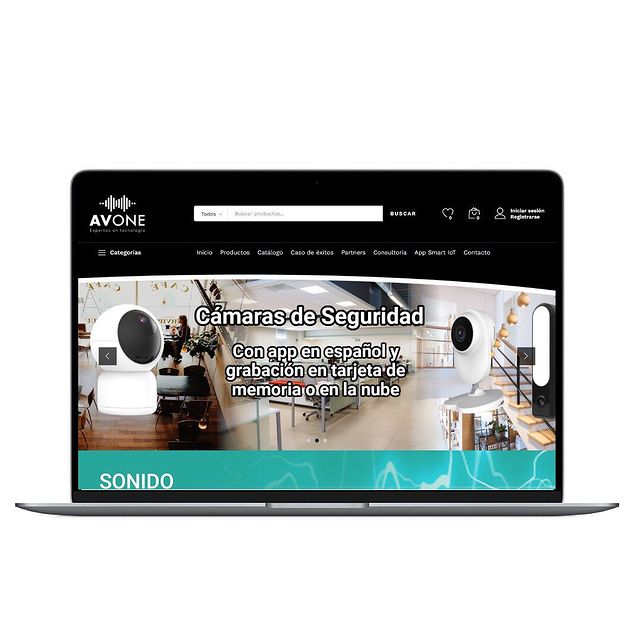 AVONE
Expertos en tecnología
Todos
Buscar productos...
BUSCAR
0
0
Iniciar sesión
Registrarse
Categorías
Inicio Productos Catálogo Caso de éxitos Partners Consultoria App Smart IoT Contacto
Cámaras de Seguridad
Con app en español y
grabación en tarjeta de
memoria o en la nube
SONIDO